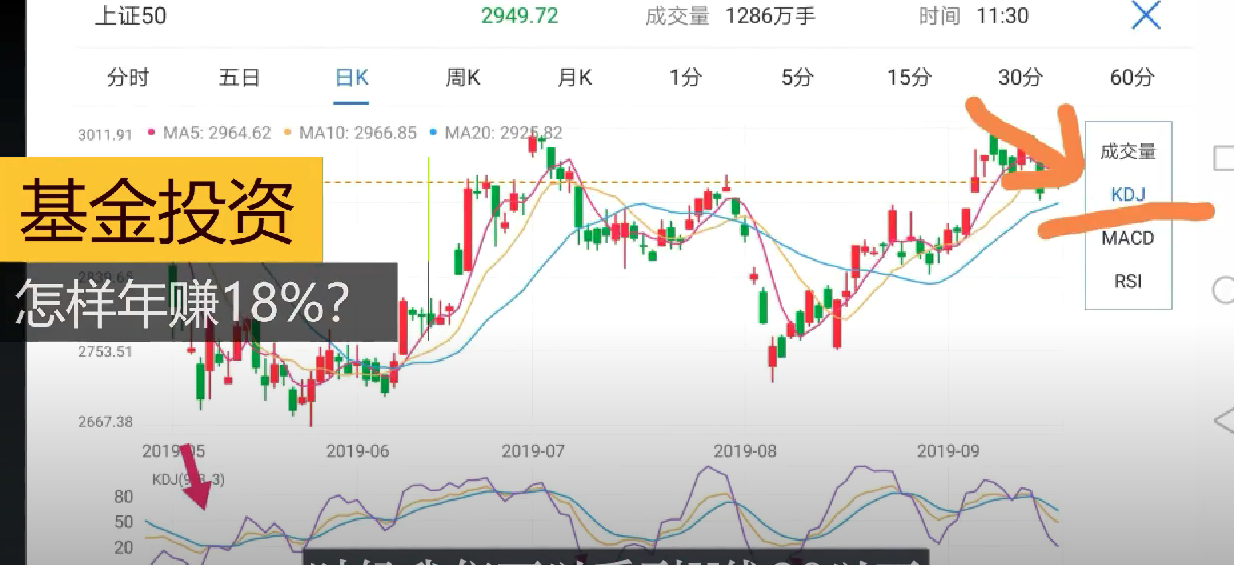 上证50 2949.72 成交量 1286万手 时间 11:30
分时 五日 日K 周K 月K 1分 5分 15分 30分 60分
3011.91 MA5: 2964.62 MA10: 2966.85 MA20: 2925.82
成交量
KDJ
MACD
RSI
基金投资
2839.65
怎样年赚18%?
2753.51
2667.38
2019-05 2019-06 2019-07 2019-08 2019-09
KDJ(9,3,3)
80
50
20